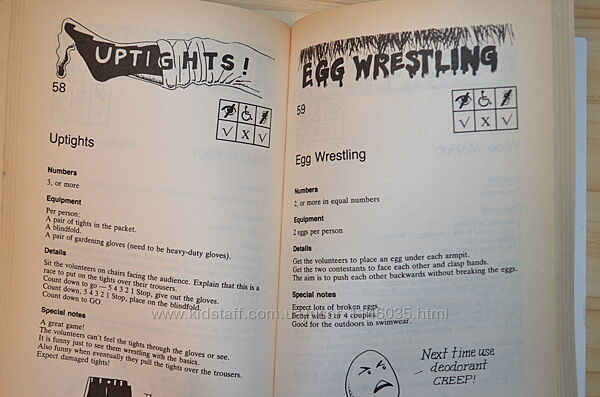 UPTIGHTS!
58
√ X √
Uptights
Numbers
3, or more
Equipment
Per person:
A pair of tights in the packet.
A blindfold.
A pair of gardening gloves (need to be heavy-duty gloves).
Details
Sit the volunteers on chairs facing the audience. Explain that this is a
race to put on the tights over their trousers.
Count down to go — 5 4 3 2 1 Stop, give out the gloves.
Count down, 5 4 3 2 1 Stop, place on the blindfold.
Count down to GO.
Special notes
A great game!
The volunteers can't feel the tights through the gloves or see.
It is funny just to see them wrestling with the basics.
Also funny when eventually they pull the tights over the trousers.
Expect damaged tights!
EGG WRESTLING
59
√ X √
Egg Wrestling
Numbers
2, or more in equal numbers
Equipment
2 eggs per person
Details
Get the volunteers to place an egg under each armpit.
Get the two contestants to face each other and clasp hands.
The aim is to push each other backwards without breaking the eggs.
Special notes
Expect lots of broken eggs.
Better with 3 or 4 couples.
Good for the outdoors in swimwear.
Next time use
deodorant
CREEP!